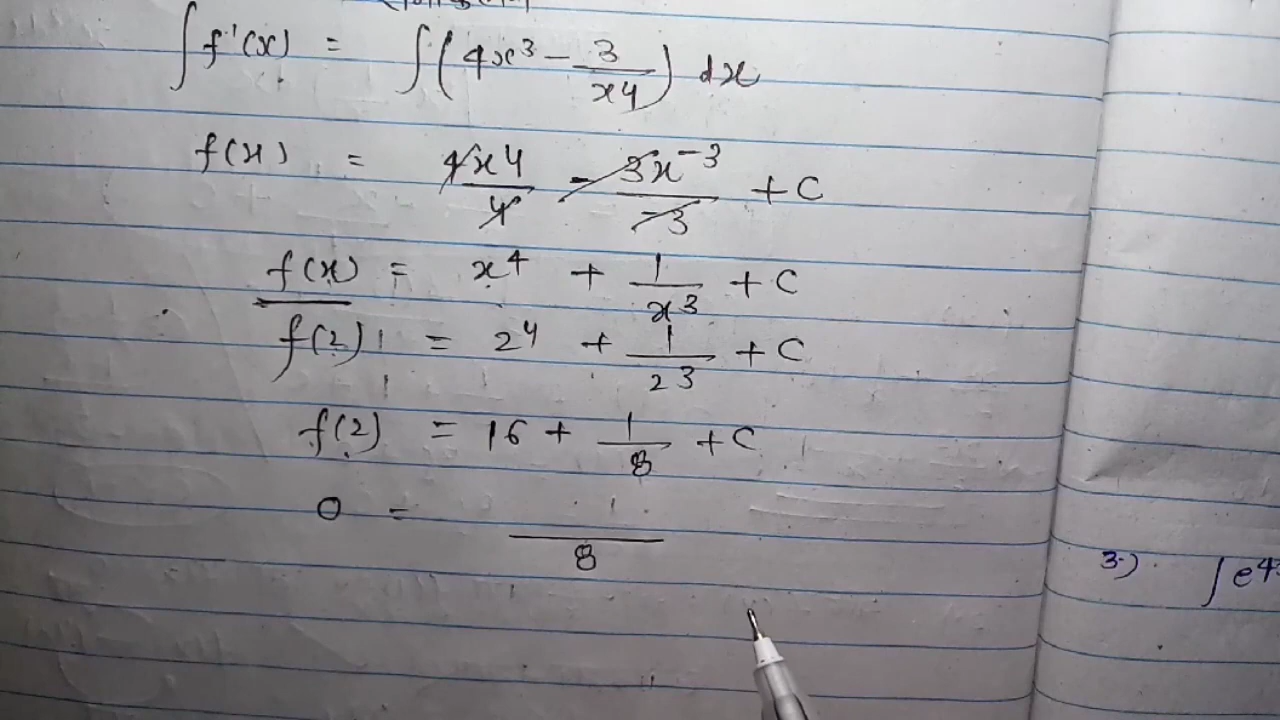 ∫ f'(x) = ∫ (4x³ - 3/x⁴) dx
f(x) = 4x⁴/4 - 3x⁻³/-3 + C
f(x) = x⁴ + 1/x³ + C
f(2) = 2⁴ + 1/2³ + C
f(2) = 16 + 1/8 + C
0 = /8
3.) ∫e⁴